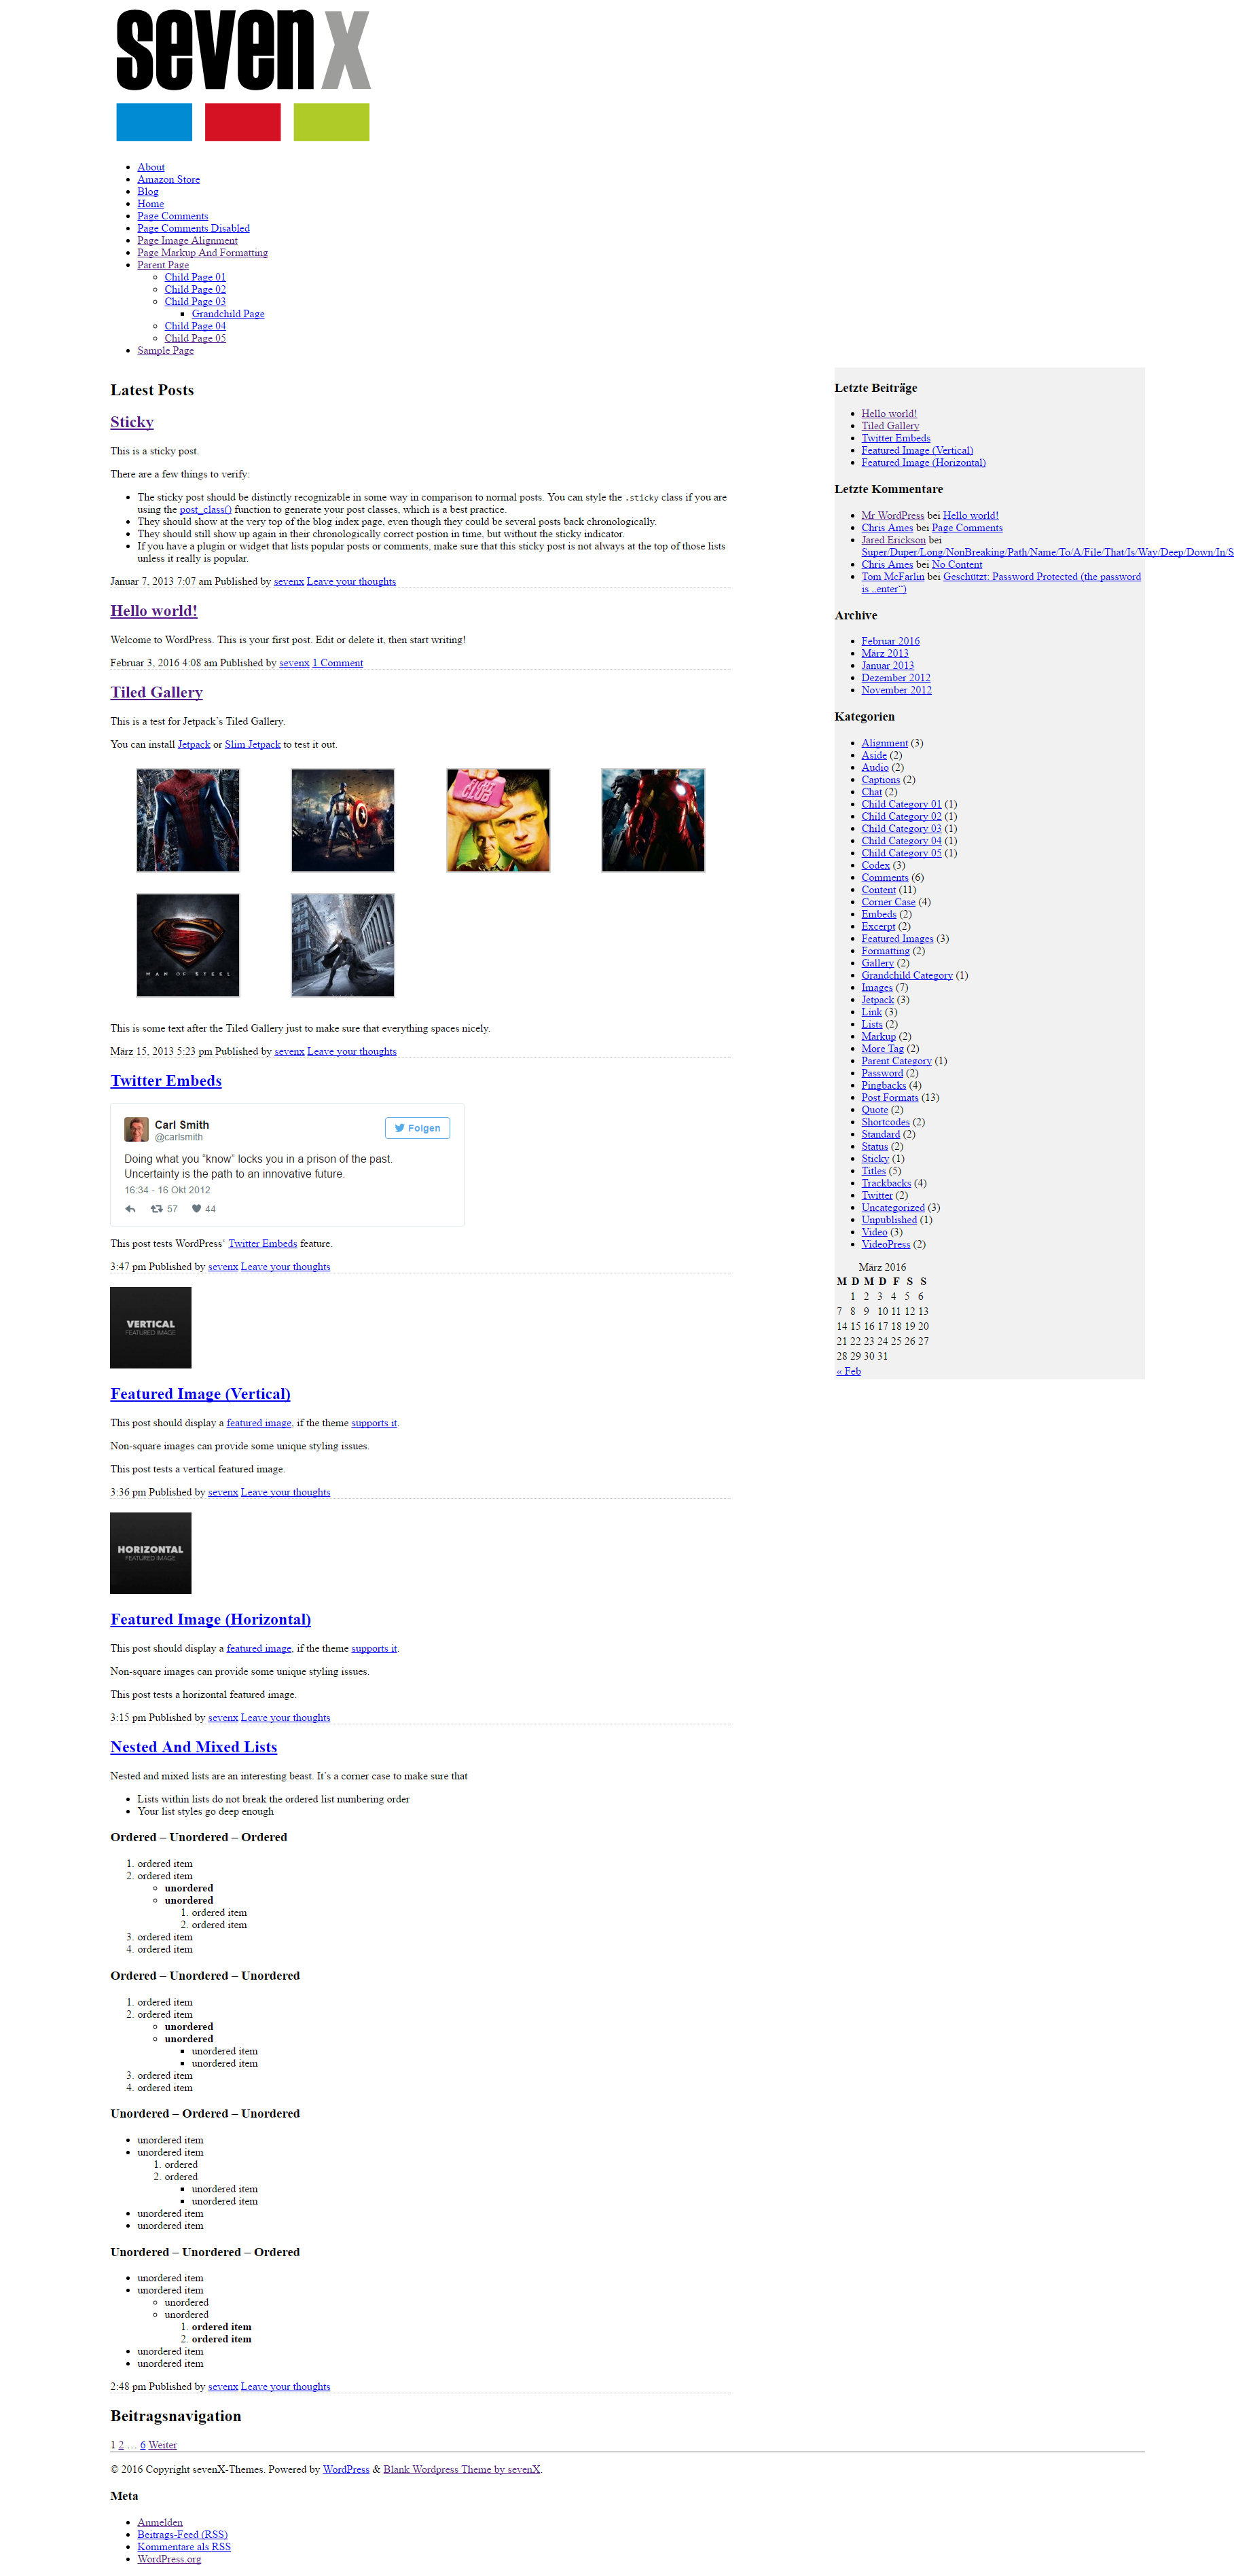 seven X
About
Amazon Store
Blog
Home
Page Comments
Page Comments Disabled
Page Image Alignment
Page Markup And Formatting
Parent Page
Child Page 01
Child Page 02
Child Page 03
Grandchild Page
Child Page 04
Child Page 05
Sample Page
Latest Posts
Sticky
This is a sticky post.
There are a few things to verify:
The sticky post should be distinctly recognizable in some way in comparison to normal posts. You can style the .sticky class if you are
using the post_class() function to generate your post classes, which is a best practice.
They should show at the very top of the blog index page, even though they could be several posts back chronologically.
They should still show up again in their chronologically correct postion in time, but without the sticky indicator.
If you have a plugin or widget that lists popular posts or comments, make sure that this sticky post is not always at the top of those lists
unless it really is popular.
Januar 7, 2013 7:07 am Published by sevenx Leave your thoughts
Hello world!
Welcome to WordPress. This is your first post. Edit or delete it, then start writing!
Februar 3, 2016 4:08 am Published by sevenx 1 Comment
Tiled Gallery
This is a test for Jetpack's Tiled Gallery.
You can install Jetpack or Slim Jetpack to test it out.
MAN OF STEEL
This is some text after the Tiled Gallery just to make sure that everything spaces nicely.
März 15, 2013 5:23 pm Published by sevenx Leave your thoughts
Twitter Embeds
Carl Smith
@carlsmith
Folgen
Doing what you "know" locks you in a prison of the past.
Uncertainty is the path to an innovative future.
16:34 - 16 Okt 2012
57 44
This post tests WordPress' Twitter Embeds feature.
3:47 pm Published by sevenx Leave your thoughts
VERTICAL
FEATURED IMAGE
Featured Image (Vertical)
This post should display a featured image, if the theme supports it.
Non-square images can provide some unique styling issues.
This post tests a vertical featured image.
3:36 pm Published by sevenx Leave your thoughts
HORIZONTAL
FEATURED IMAGE
Featured Image (Horizontal)
This post should display a featured image, if the theme supports it.
Non-square images can provide some unique styling issues.
This post tests a horizontal featured image.
3:15 pm Published by sevenx Leave your thoughts
Nested And Mixed Lists
Nested and mixed lists are an interesting beast. It's a corner case to make sure that
Lists within lists do not break the ordered list numbering order
Your list styles go deep enough
Ordered – Unordered – Ordered
1. ordered item
2. ordered item
unordered
unordered
1. ordered item
2. ordered item
3. ordered item
4. ordered item
Ordered – Unordered – Unordered
1. ordered item
2. ordered item
unordered
unordered
unordered item
unordered item
3. ordered item
4. ordered item
Unordered – Ordered – Unordered
unordered item
unordered item
1. ordered
2. ordered
unordered item
unordered item
unordered item
unordered item
Unordered – Unordered – Ordered
unordered item
unordered item
unordered
unordered
1. ordered item
2. ordered item
unordered item
unordered item
2:48 pm Published by sevenx Leave your thoughts
Beitragsnavigation
1 2 … 6 Weiter
Letzte Beiträge
Hello world!
Tiled Gallery
Twitter Embeds
Featured Image (Vertical)
Featured Image (Horizontal)
Letzte Kommentare
Mr WordPress bei Hello world!
Chris Ames bei Page Comments
Jared Erickson bei
Super/Duper/Long/NonBreaking/Path/Name/To/A/File/That/Is/Way/Deep/Down/In/S
Chris Ames bei No Content
Tom McFarlin bei Geschützt: Password Protected (the password
is „enter“)
Archive
Februar 2016
März 2013
Januar 2013
Dezember 2012
November 2012
Kategorien
Alignment (3)
Aside (2)
Audio (2)
Captions (2)
Chat (2)
Child Category 01 (1)
Child Category 02 (1)
Child Category 03 (1)
Child Category 04 (1)
Child Category 05 (1)
Codex (3)
Comments (6)
Content (11)
Corner Case (4)
Embeds (2)
Excerpt (2)
Featured Images (3)
Formatting (2)
Gallery (2)
Grandchild Category (1)
Images (7)
Jetpack (3)
Link (3)
Lists (2)
Markup (2)
More Tag (2)
Parent Category (1)
Password (2)
Pingbacks (4)
Post Formats (13)
Quote (2)
Shortcodes (2)
Standard (2)
Status (2)
Sticky (1)
Titles (5)
Trackbacks (4)
Twitter (2)
Uncategorized (3)
Unpublished (1)
Video (3)
VideoPress (2)
März 2016
M D M D F S S
1 2 3 4 5 6
7 8 9 10 11 12 13
14 15 16 17 18 19 20
21 22 23 24 25 26 27
28 29 30 31
« Feb
© 2016 Copyright sevenX-Themes. Powered by WordPress & Blank Wordpress Theme by sevenX.
Meta
Anmelden
Beitrags-Feed (RSS)
Kommentare als RSS
WordPress.org